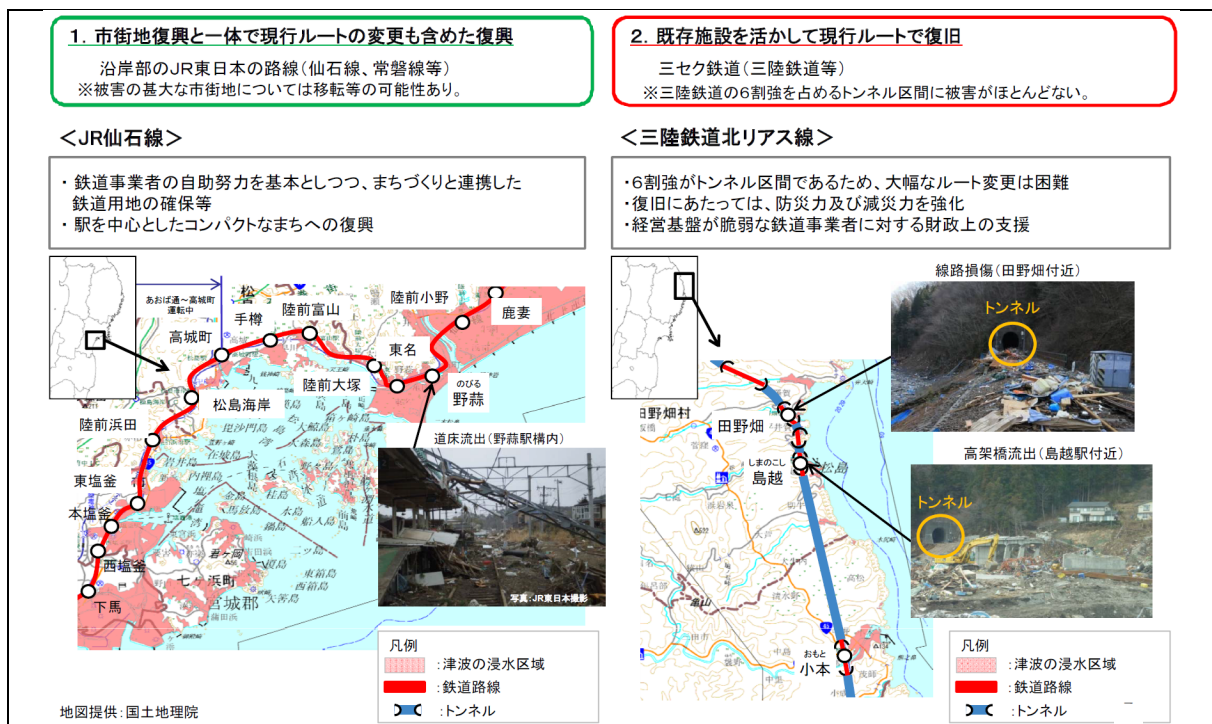 1．市街地復興と一体で現行ルートの変更も含めた復興
沿岸部のJR東日本の路線（仙石線、常磐線等）
※被害の甚大な市街地については移転等の可能性あり。
2．既存施設を活かして現行ルートで復旧
三セク鉄道（三陸鉄道等）
※三陸鉄道の6割強を占めるトンネル区間に被害がほとんどない。
＜JR仙石線＞
・鉄道事業者の自助努力を基本としつつ、まちづくりと連携した
鉄道用地の確保等
・駅を中心としたコンパクトなまちへの復興
＜三陸鉄道北リアス線＞
・6割強がトンネル区間であるため、大幅なルート変更は困難
・復旧にあたっては、防災力及び減災力を強化
・経営基盤が脆弱な鉄道事業者に対する財政上の支援
あおば通～高城町
運転中
手樽
陸前富山
高城町
陸前小野
鹿妻
東名
陸前大塚
のびる
野蒜
松島海岸
陸前浜田
東塩釜
本塩釜
西塩釜
下馬
七ヶ浜町
宮城郡
道床流出（野蒜駅構内）
写真：JR東日本撮影
凡例
：津波の浸水区域
：鉄道路線
：トンネル
地図提供：国土地理院
線路損傷（田野畑付近）
トンネル
田野畑村
田野畑
しまのこし
島越
高架橋流出（島越駅付近）
トンネル
おもと
小本
凡例
：津波の浸水区域
：鉄道路線
：トンネル